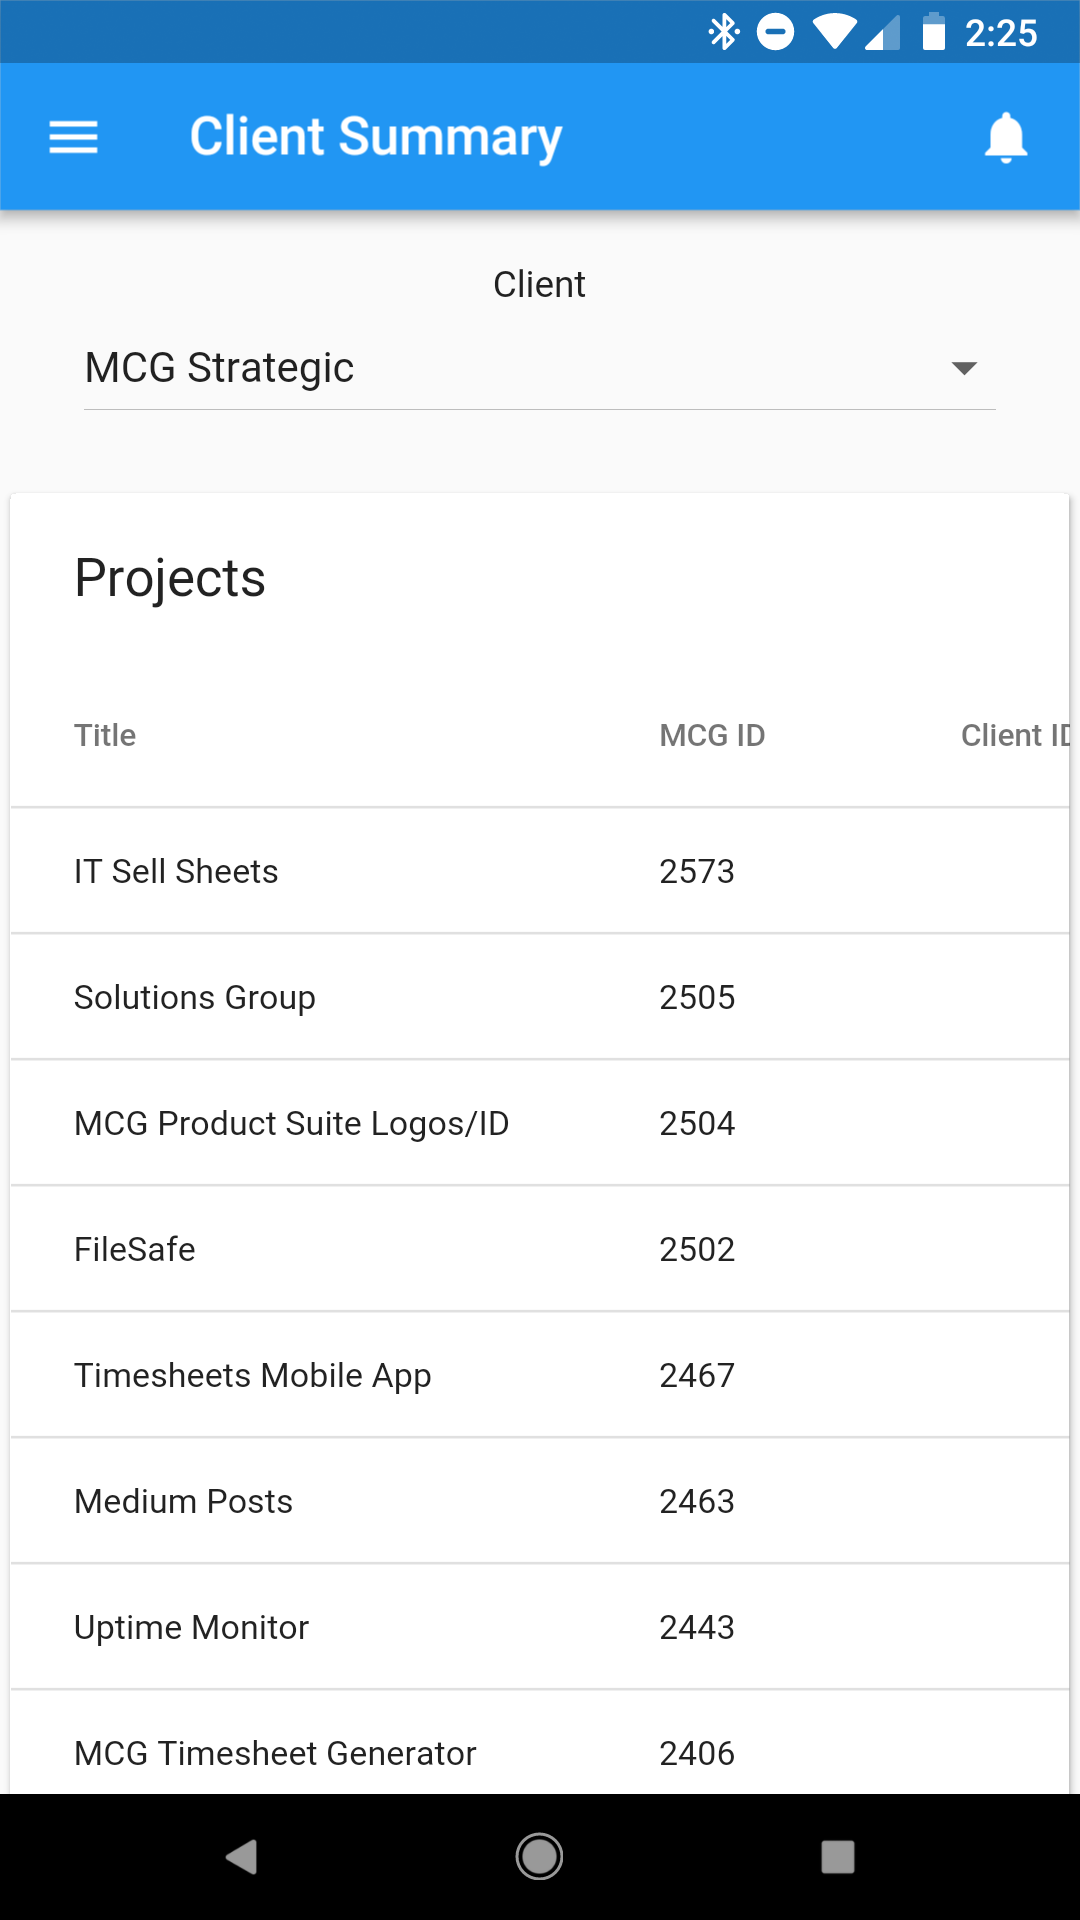 2:25
Client Summary
Client
MCG Strategic
Projects
Title MCG ID Client ID
IT Sell Sheets 2573
Solutions Group 2505
MCG Product Suite Logos/ID 2504
FileSafe 2502
Timesheets Mobile App 2467
Medium Posts 2463
Uptime Monitor 2443
MCG Timesheet Generator 2406